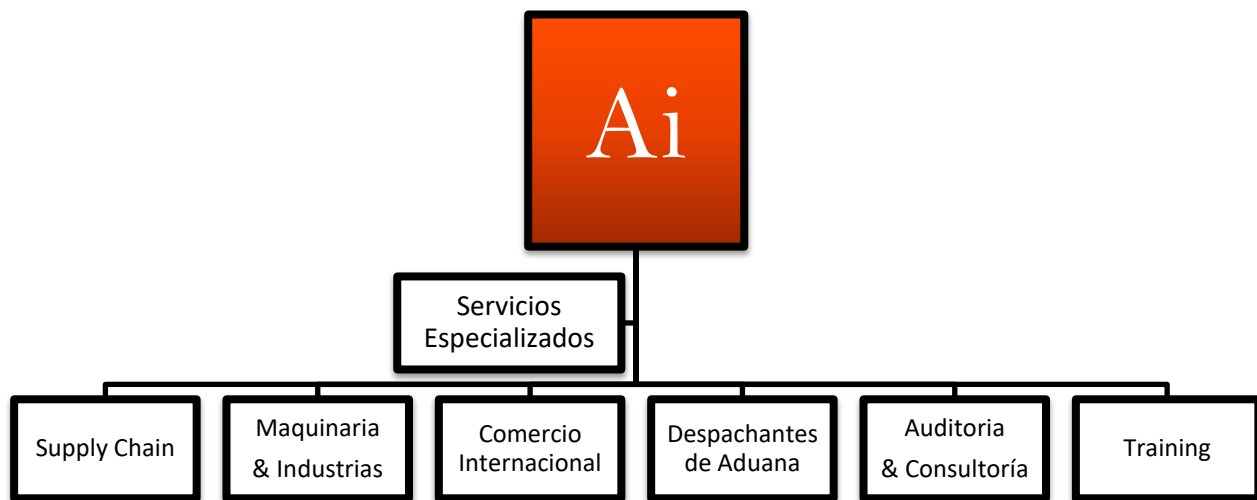 Ai
Servicios
Especializados
Supply Chain
Maquinaria
& Industrias
Comercio
Internacional
Despachantes
de Aduana
Auditoria
& Consultoría
Training